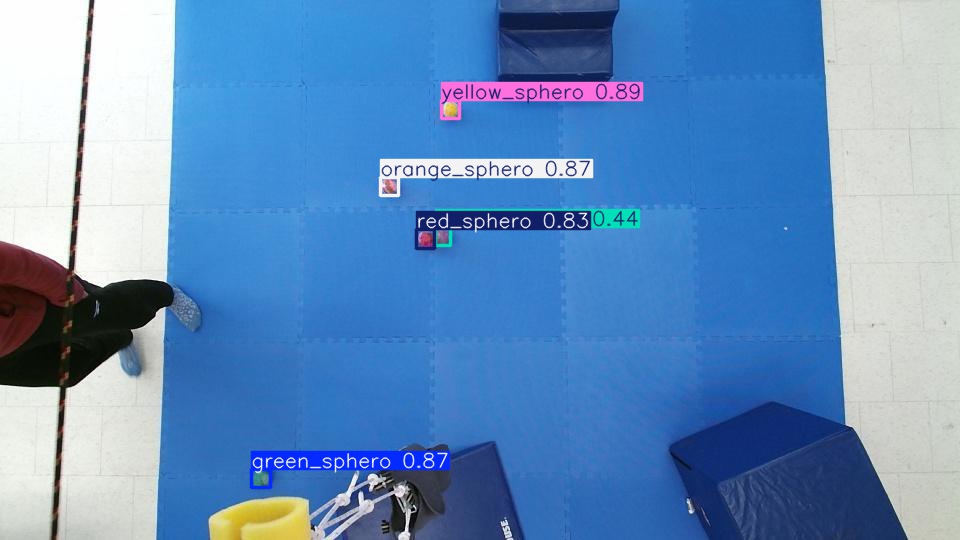 yellow_sphero 0.89
orange_sphero 0.87
red_sphero 0.83
0.44
green_sphero 0.87